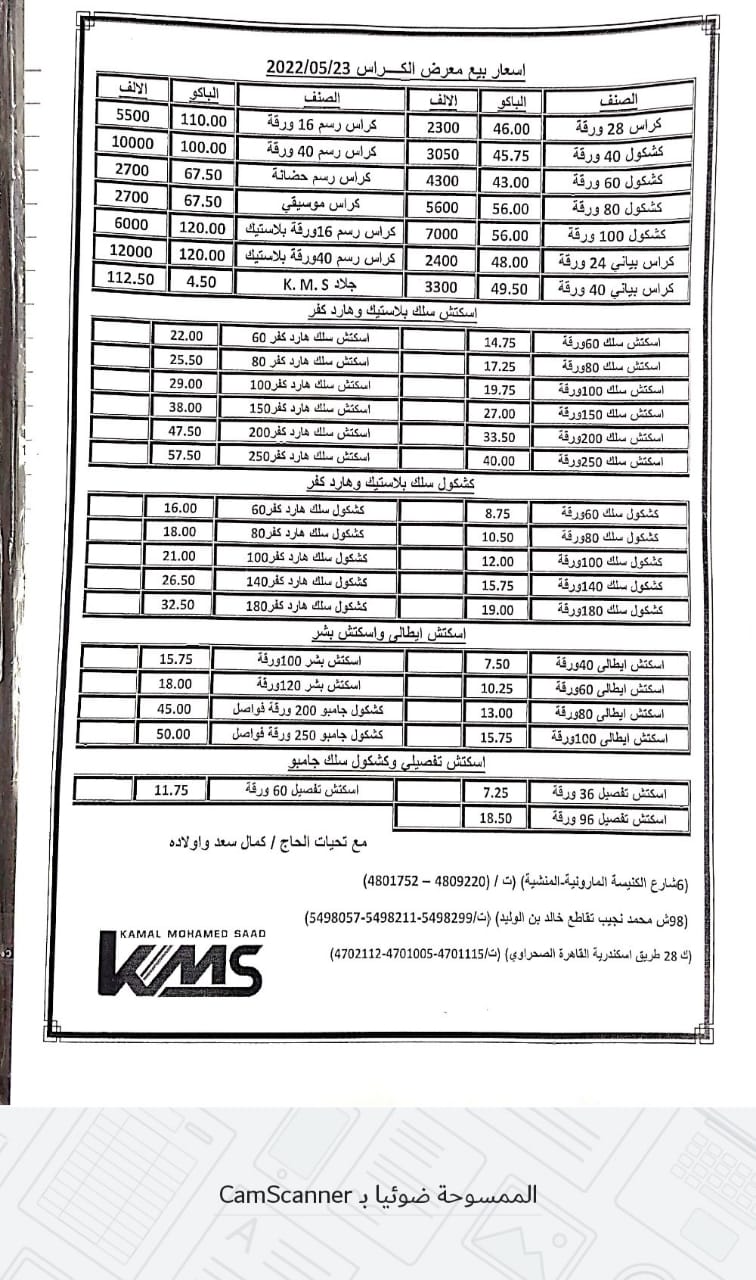 اسعار بيع معرض الكـــراس 2022/05/23
الصنف الباكو الالف الصنف الباكو الالف
كراس 28 ورقة 46.00 2300 كراس رسم 16 ورقة 110.00 5500
كشكول 40 ورقة 45.75 3050 كراس رسم 40 ورقة 100.00 10000
كشكول 60 ورقة 43.00 4300 كراس رسم حضانة 67.50 2700
كشكول 80 ورقة 56.00 5600 كراس موسيقي 67.50 2700
كشكول 100 ورقة 56.00 7000 كراس رسم 16ورقة بلاستيك 120.00 6000
كراس بياني 24 ورقة 48.00 2400 كراس رسم 40ورقة بلاستيك 120.00 12000
كراس بياني 40 ورقة 49.50 3300 جلاد K. M. S 4.50 112.50
اسكتش سلك بلاستيك وهارد كفر
اسكتش سلك 60ورقة 14.75 اسكتش سلك هارد كفر 60 22.00
اسكتش سلك 80ورقة 17.25 اسكتش سلك هارد كفر 80 25.50
اسكتش سلك 100ورقة 19.75 اسكتش سلك هارد كفر100 29.00
اسكتش سلك 150ورقة 27.00 اسكتش سلك هارد كفر150 38.00
اسكتش سلك 200ورقة 33.50 اسكتش سلك هارد كفر200 47.50
اسكتش سلك 250ورقة 40.00 اسكتش سلك هارد كفر250 57.50
كشكول سلك بلاستيك وهارد كفر
كشكول سلك 60ورقة 8.75 كشكول سلك هارد كفر60 16.00
كشكول سلك 80ورقة 10.50 كشكول سلك هارد كفر80 18.00
كشكول سلك 100ورقة 12.00 كشكول سلك هارد كفر100 21.00
كشكول سلك 140ورقة 15.75 كشكول سلك هارد كفر140 26.50
كشكول سلك 180ورقة 19.00 كشكول سلك هارد كفر180 32.50
اسكتش ايطالى واسكتش بشر
اسكتش ايطالى 40ورقة 7.50 اسكتش بشر 100ورقة 15.75
اسكتش ايطالى 60ورقة 10.25 اسكتش بشر 120ورقة 18.00
اسكتش ايطالى 80ورقة 13.00 كشكول جامبو 200 ورقة فواصل 45.00
اسكتش ايطالى 100ورقة 15.75 كشكول جامبو 250 ورقة فواصل 50.00
اسكتش تفصيلي وكشكول سلك جامبو
اسكتش تفصيل 36 ورقة 7.25 اسكتش تفصيل 60 ورقة 11.75
اسكتش تفصيل 96 ورقة 18.50
مع تحيات الحاج / كمال سعد واولاده
(6شارع الكنيسة المارونية-المنشية) (ت / 4809220 – 4801752)
(98ش محمد نجيب تقاطع خالد بن الوليد) (ت/5498299-5498211-5498057)
(ك 28 طريق اسكندرية القاهرة الصحراوي) (ت/4701115-4701005-4702112)
KAMAL MOHAMED SAAD
KMS
الممسوحة ضوئيا بـ CamScanner